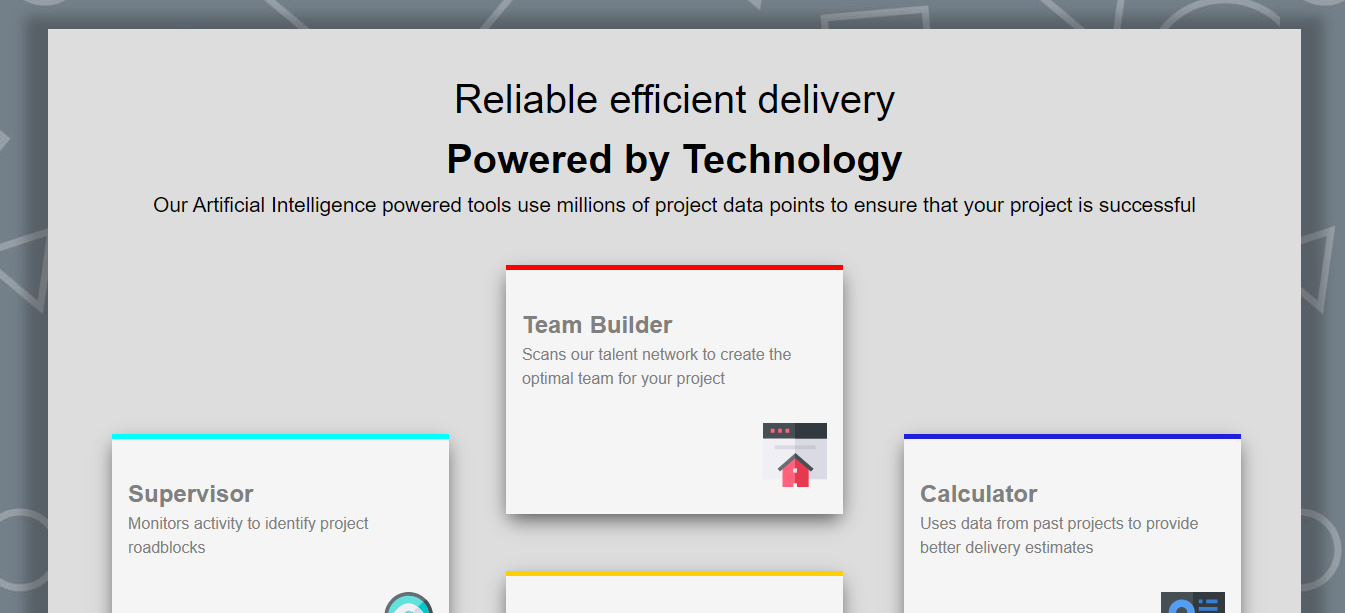 Reliable efficient delivery
Powered by Technology
Our Artificial Intelligence powered tools use millions of project data points to ensure that your project is successful
Team Builder
Scans our talent network to create the
optimal team for your project
Supervisor
Monitors activity to identify project
roadblocks
Calculator
Uses data from past projects to provide
better delivery estimates